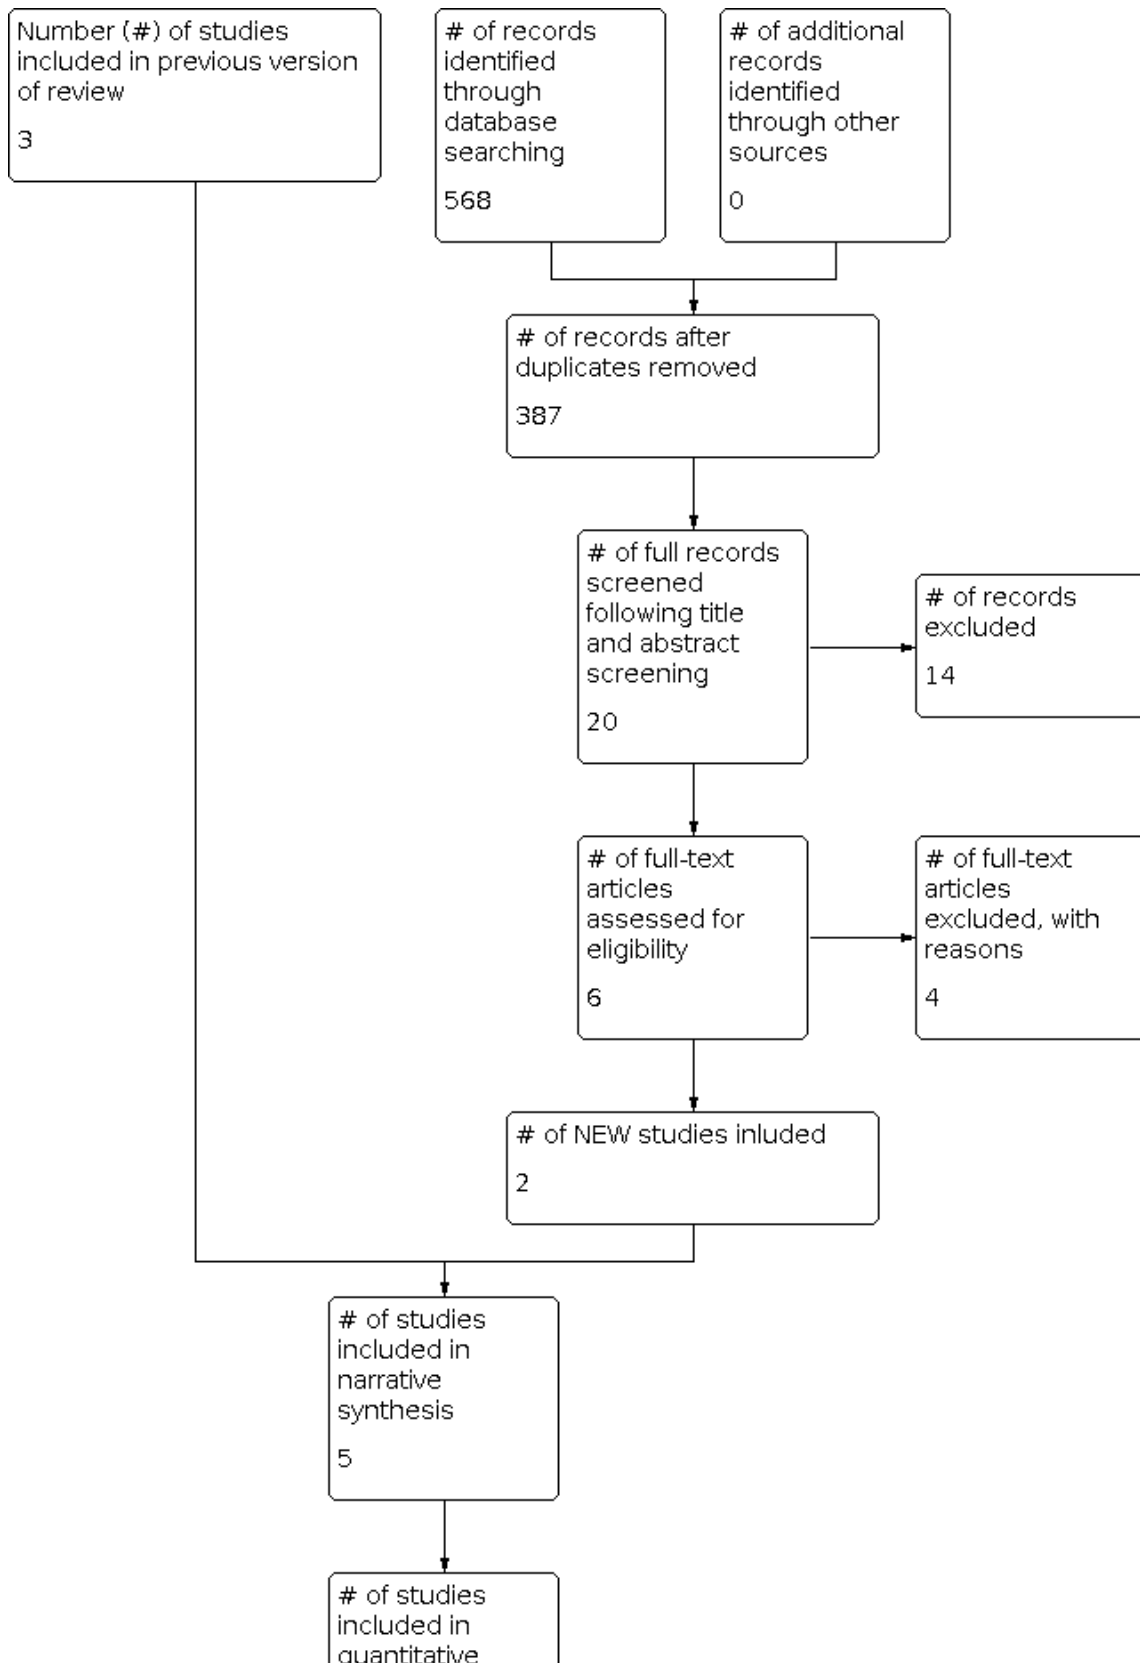 Number (#) of studies
included in previous version
of review
3
# of records
identified
through
database
searching
568
# of additional
records
identified
through other
sources
0
# of records after
duplicates removed
387
# of full records
screened
following title
and abstract
screening
20
# of records
excluded
14
# of full-text
articles
assessed for
eligibility
6
# of full-text
articles
excluded, with
reasons
4
# of NEW studies inluded
2
# of studies
included in
narrative
synthesis
5
# of studies
included in
quantitative